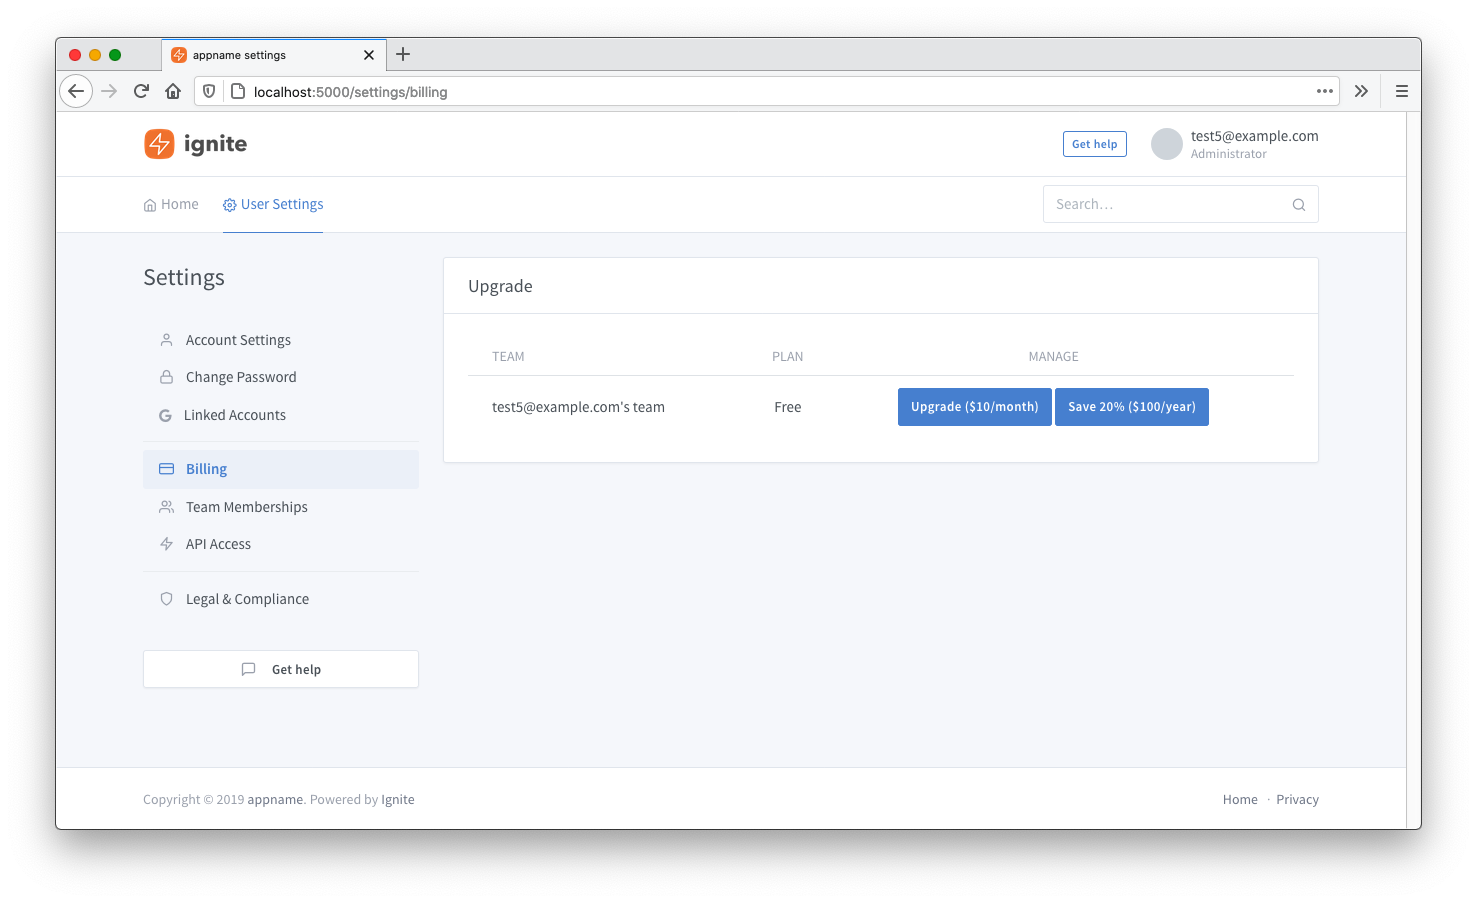 appname settings
localhost:5000/settings/billing
ignite
Get help
test5@example.com
Administrator
Home
User Settings
Search…
Settings
Account Settings
Change Password
Linked Accounts
Billing
Team Memberships
API Access
Legal & Compliance
Get help
Upgrade
TEAM PLAN MANAGE
test5@example.com's team Free Upgrade ($10/month) Save 20% ($100/year)
Copyright © 2019 appname. Powered by Ignite
Home · Privacy